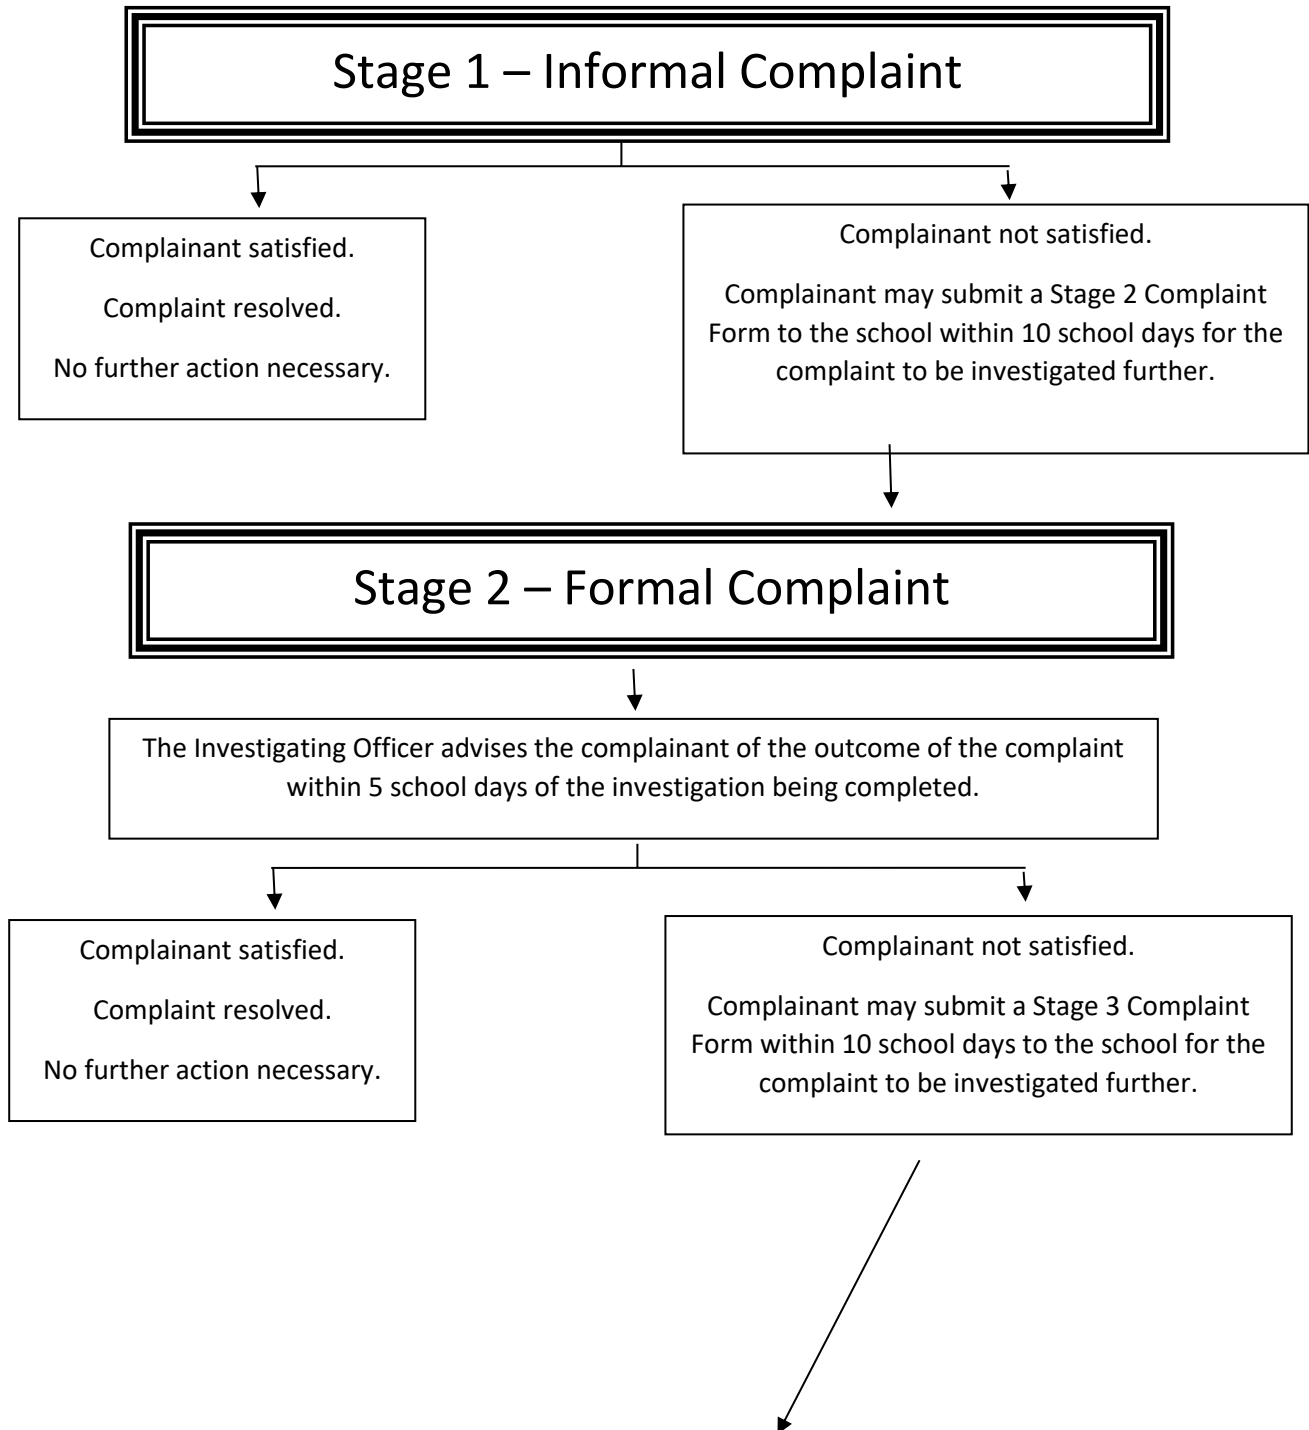 Stage 1 – Informal Complaint
Complainant satisfied.
Complaint resolved.
No further action necessary.
Complainant not satisfied.
Complainant may submit a Stage 2 Complaint
Form to the school within 10 school days for the
complaint to be investigated further.
Stage 2 – Formal Complaint
The Investigating Officer advises the complainant of the outcome of the complaint
within 5 school days of the investigation being completed.
Complainant satisfied.
Complaint resolved.
No further action necessary.
Complainant not satisfied.
Complainant may submit a Stage 3 Complaint
Form within 10 school days to the school for the
complaint to be investigated further.